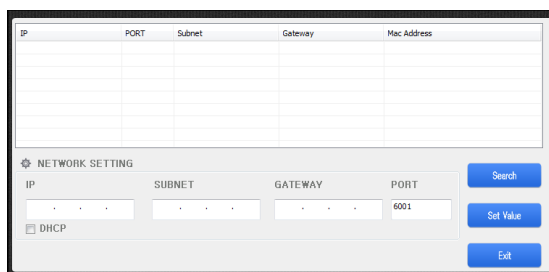 IP PORT Subnet Gateway Mac Address
NETWORK SETTING
Search
IP SUBNET GATEWAY PORT
. . . . . . . . . 6001
Set Value
DHCP
Exit